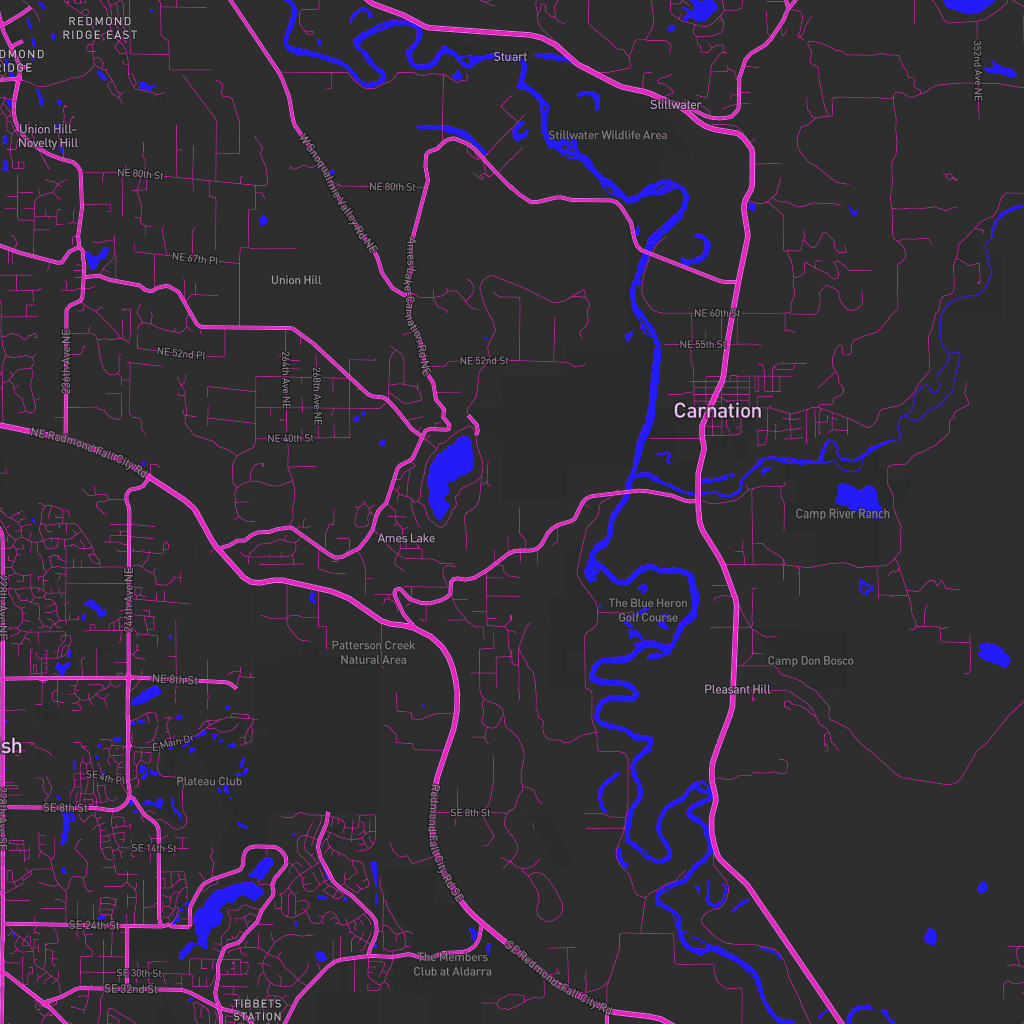 REDMOND
RIDGE EAST
Stuart
Stillwater
352nd Ave NE
Union Hill-
Novelty Hill
Stillwater Wildlife Area
W Snoqualmie Valley Rd NE
NE 80th St
NE 80th St
NE 67th Pl
Union Hill
Ames Lake Carnation Rd NE
NE 60th St
NE 55th St
NE 52nd Pl
NE 52nd St
236th Ave NE
264th Ave NE
268th Ave NE
Carnation
NE Redmond Fall City Rd
NE 40th St
Camp River Ranch
Ames Lake
228th Ave NE
244th Ave NE
The Blue Heron
Golf Course
Patterson Creek
Natural Area
Camp Don Bosco
NE 8th St
Pleasant Hill
sh
E Main Dr
SE 4th Pl
Plateau Club
SE 8th St
SE 8th St
Redmond Fall City Rd SE
228th Ave SE
SE 14th St
SE 24th St
SE Redmond Fall City Rd
The Members
Club at Aldarra
SE 30th St
SE 32nd St
TIBBETS
STATION